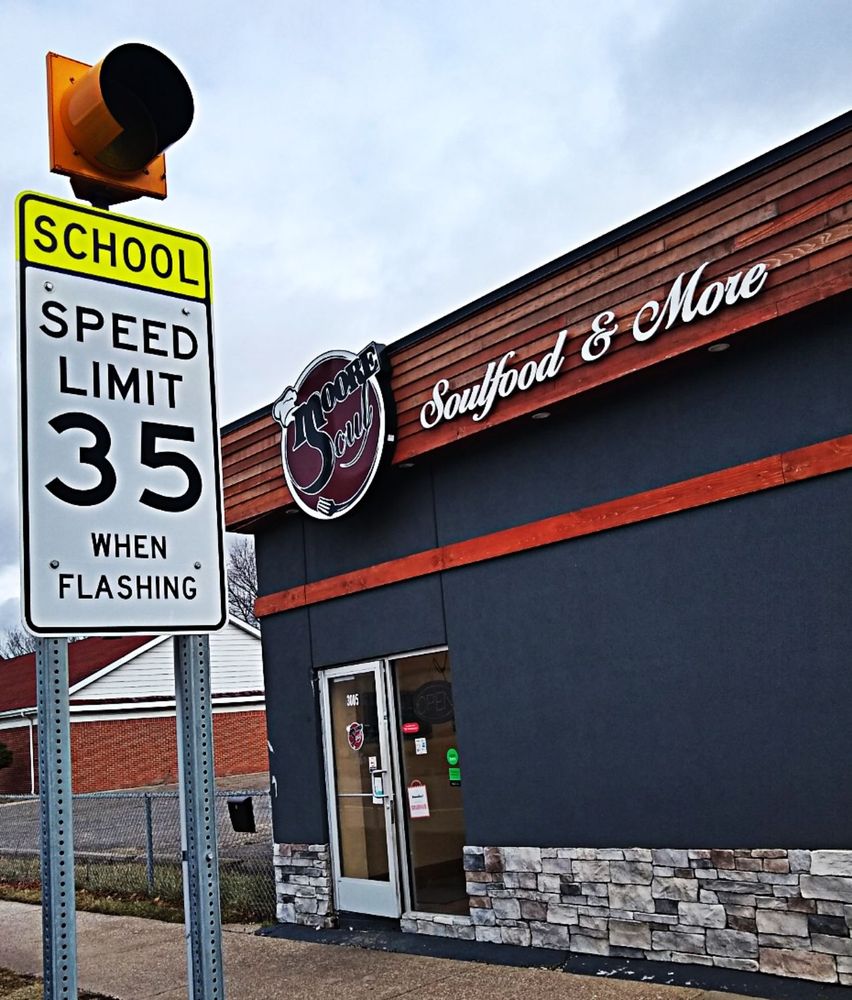 SCHOOL
SPEED
LIMIT
35
WHEN
FLASHING
MOORE
Soul
Soulfood & More
3005
OPEN